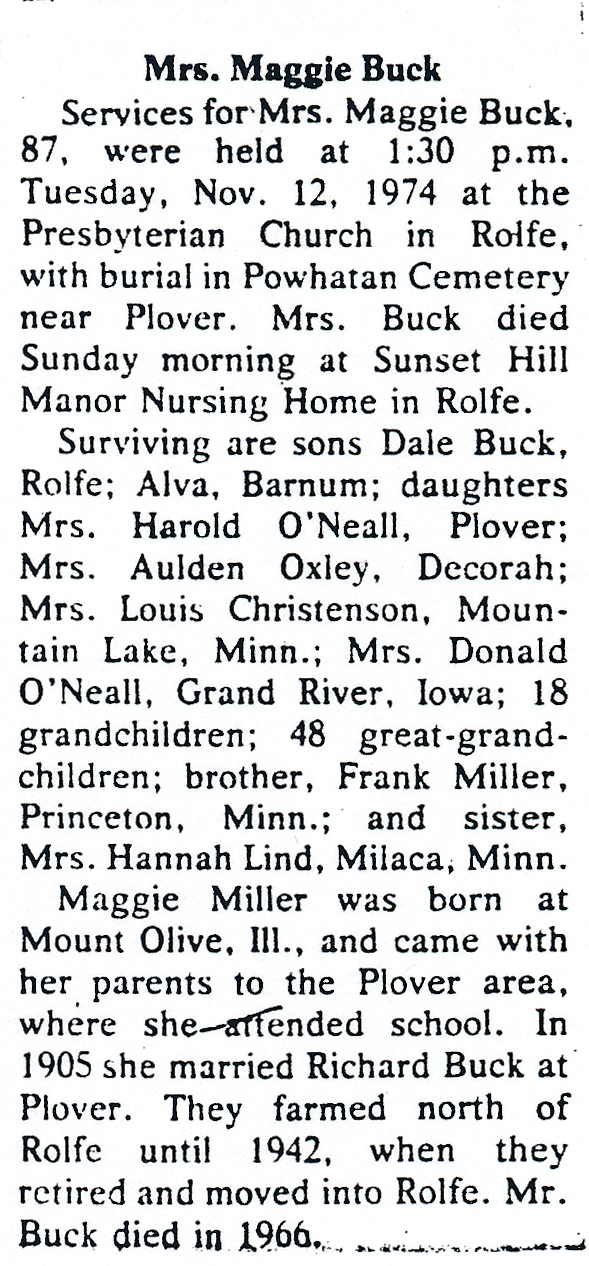 Mrs. Maggie Buck
Services for Mrs. Maggie Buck,
87, were held at 1:30 p.m.
Tuesday, Nov. 12, 1974 at the
Presbyterian Church in Rolfe,
with burial in Powhatan Cemetery
near Plover. Mrs. Buck died
Sunday morning at Sunset Hill
Manor Nursing Home in Rolfe.
Surviving are sons Dale Buck,
Rolfe; Alva, Barnum; daughters
Mrs. Harold O'Neall, Plover;
Mrs. Aulden Oxley, Decorah;
Mrs. Louis Christenson, Moun-
tain Lake, Minn.; Mrs. Donald
O'Neall, Grand River, Iowa; 18
grandchildren; 48 great-grand-
children; brother, Frank Miller,
Princeton, Minn.; and sister,
Mrs. Hannah Lind, Milaca, Minn.
Maggie Miller was born at
Mount Olive, Ill., and came with
her parents to the Plover area,
where she attended school. In
1905 she married Richard Buck at
Plover. They farmed north of
Rolfe until 1942, when they
retired and moved into Rolfe. Mr.
Buck died in 1966.